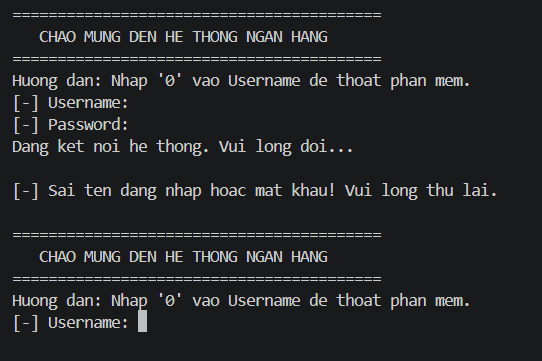 =========================================
CHAO MUNG DEN HE THONG NGAN HANG
=========================================
Huong dan: Nhap '0' vao Username de thoat phan mem.
[-] Username:
[-] Password:
Dang ket noi he thong. Vui long doi...
[-] Sai ten dang nhap hoac mat khau! Vui long thu lai.
=========================================
CHAO MUNG DEN HE THONG NGAN HANG
=========================================
Huong dan: Nhap '0' vao Username de thoat phan mem.
[-] Username: